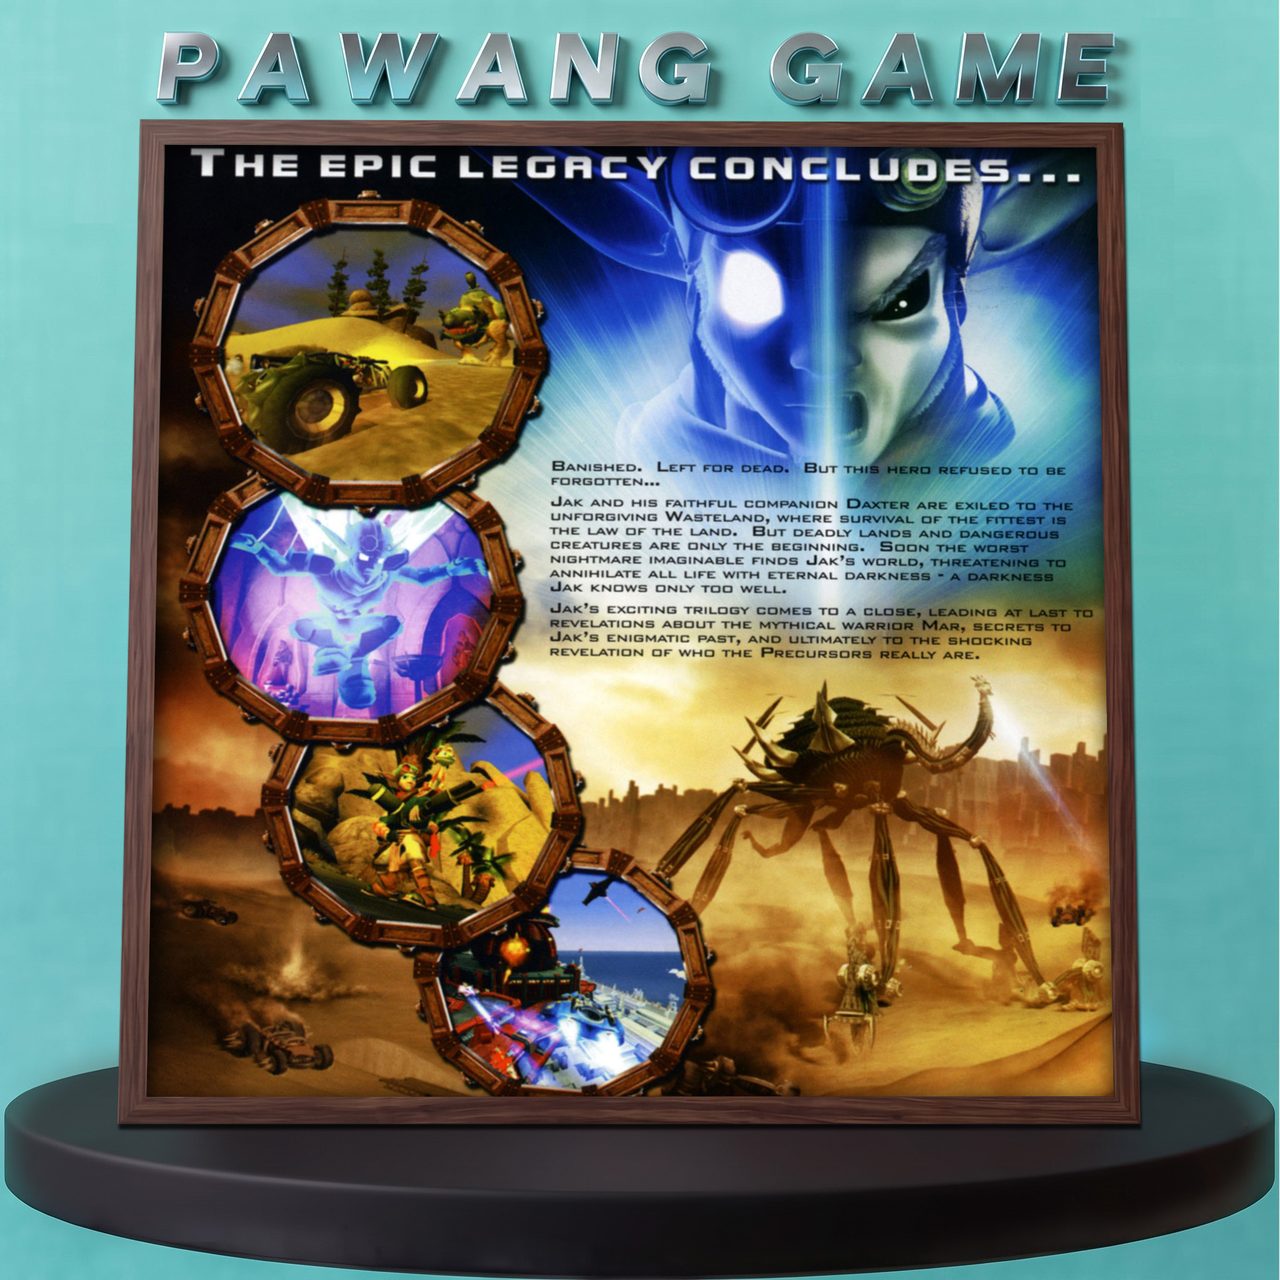 PAWANG GAME
THE EPIC LEGACY CONCLUDES...
BANISHED. LEFT FOR DEAD. BUT THIS HERO REFUSED TO BE
FORGOTTEN...
JAK AND HIS FAITHFUL COMPANION DAXTER ARE EXILED TO THE
UNFORGIVING WASTELAND, WHERE SURVIVAL OF THE FITTEST IS
THE LAW OF THE LAND. BUT DEADLY LANDS AND DANGEROUS
CREATURES ARE ONLY THE BEGINNING. SOON THE WORST
NIGHTMARE IMAGINABLE FINDS JAK'S WORLD, THREATENING TO
ANNIHILATE ALL LIFE WITH ETERNAL DARKNESS - A DARKNESS
JAK KNOWS ONLY TOO WELL.
JAK'S EXCITING TRILOGY COMES TO A CLOSE, LEADING AT LAST TO
REVELATIONS ABOUT THE MYTHICAL WARRIOR MAR, SECRETS TO
JAK'S ENIGMATIC PAST, AND ULTIMATELY TO THE SHOCKING
REVELATION OF WHO THE PRECURSORS REALLY ARE.